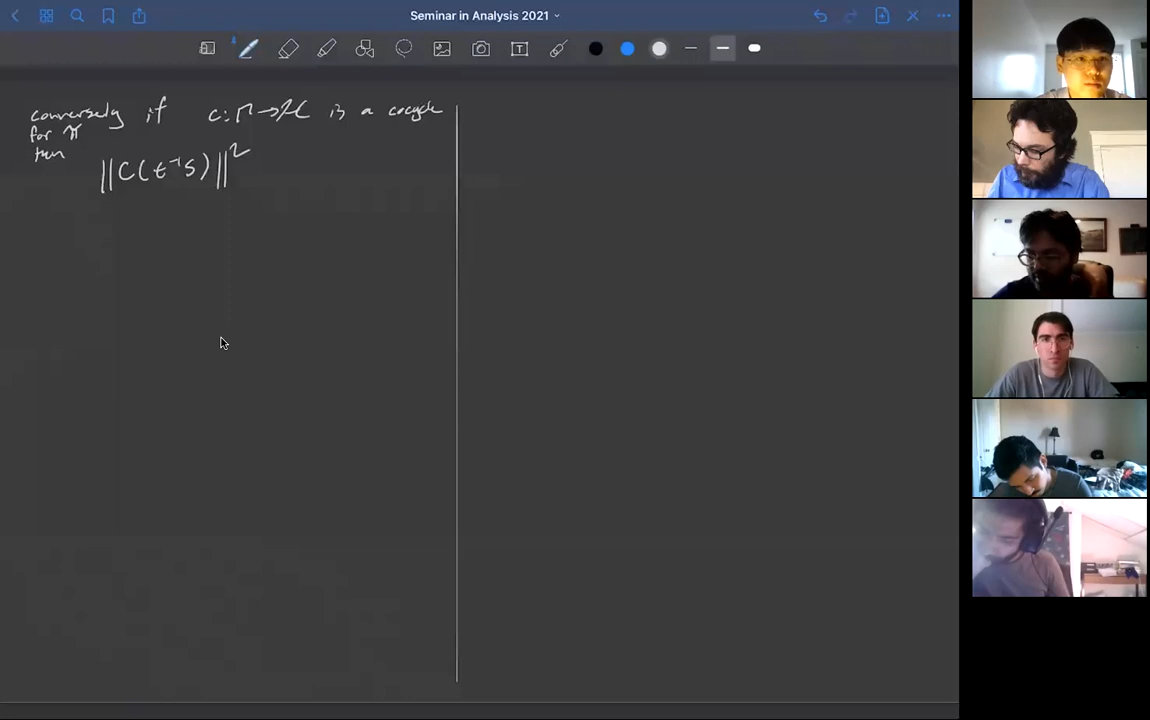 Seminar in Analysis 2021
conversely if c: Γ → ℋ is a cocycle
for π
then
||C(t⁻¹s)||²